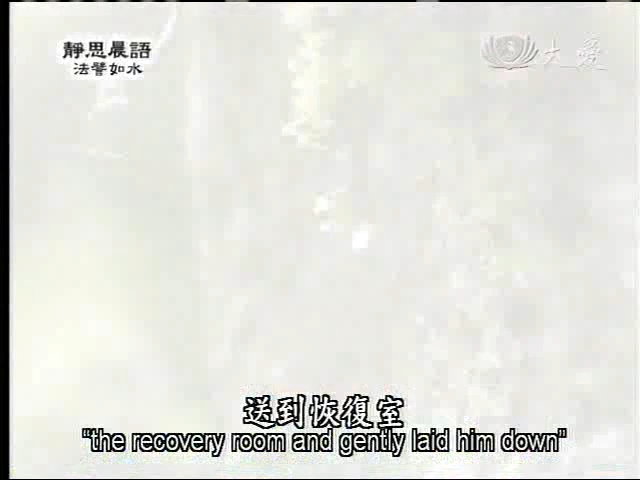 靜思晨語
法譬如水
大愛
送到恢復室
"the recovery room and gently laid him down"